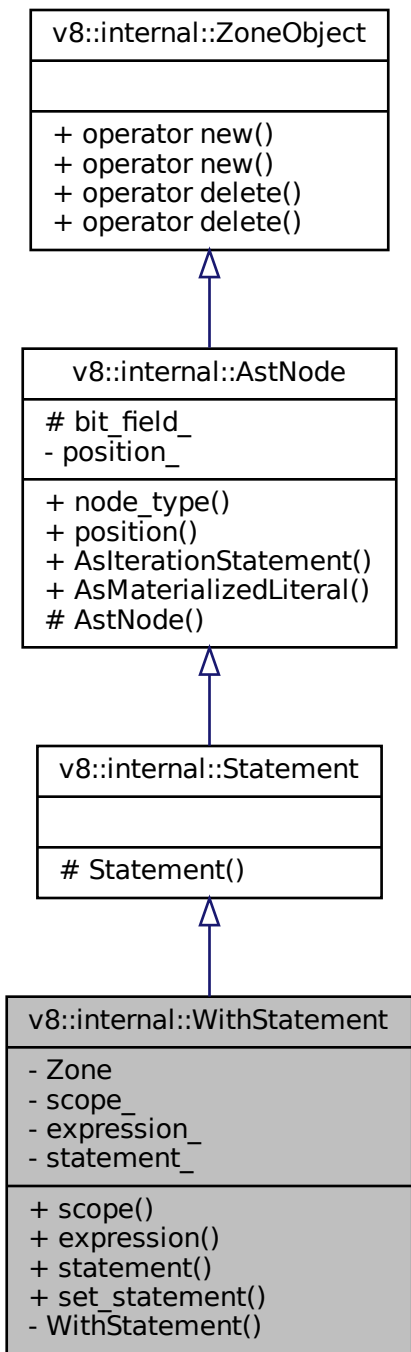 v8::internal::ZoneObject
+ operator new()
+ operator new()
+ operator delete()
+ operator delete()
v8::internal::AstNode
# bit_field_
- position_
+ node_type()
+ position()
+ AsIterationStatement()
+ AsMaterializedLiteral()
# AstNode()
v8::internal::Statement
# Statement()
v8::internal::WithStatement
- Zone
- scope_
- expression_
- statement_
+ scope()
+ expression()
+ statement()
+ set_statement()
- WithStatement()